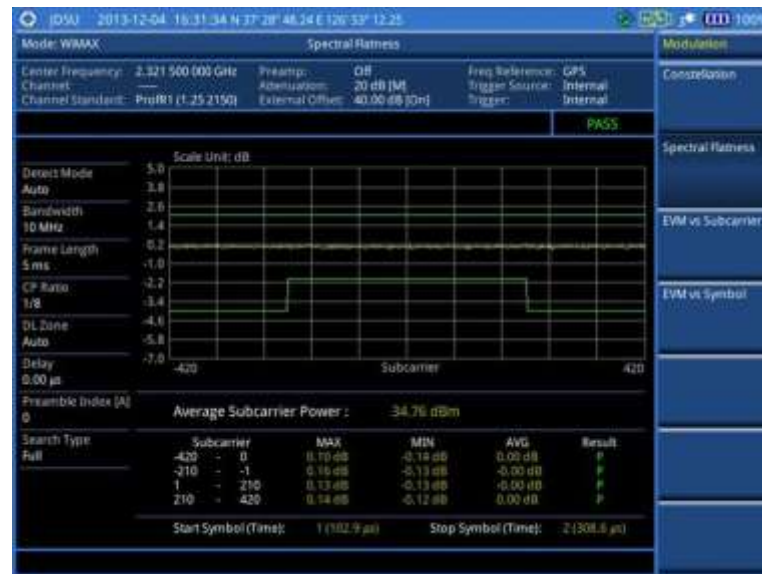 JDSU 2013-12-04 16:31:34 N 37° 28' 48.24 E 126° 53' 12.25
Mode: WiMAX Spectral Flatness Modulation
Center Frequency: 2.321 500 000 GHz Preamp: Off Freq Reference: GPS
Channel: ---- Attenuation: 20 dB [M] Trigger Source: Internal
Channel Standard: Profil1 (1.25 2150) External Offset: 40.00 dB [On] Trigger: Internal
Constellation
PASS
Spectral Flatness
EVM vs Subcarrier
EVM vs Symbol
Detect Mode
Auto
Bandwidth
10 MHz
Frame Length
5 ms
CP Ratio
1/8
DL Zone
Auto
Delay
0.00 µs
Preamble Index [A]
0
Search Type
Full
Scale Unit: dB
5.0
3.8
2.6
1.4
0.2
-1.0
-2.2
-3.4
-4.6
-5.8
-7.0
-420 Subcarrier 420
Average Subcarrier Power : 34.76 dBm
Subcarrier MAX MIN AVG Result
-420 - 0 0.10 dB -0.14 dB 0.00 dB P
-210 - -1 0.16 dB -0.13 dB -0.00 dB P
1 - 210 0.13 dB -0.13 dB -0.00 dB P
210 - 420 0.14 dB -0.12 dB 0.00 dB P
Start Symbol (Time): 1 (102.9 µs) Stop Symbol (Time): 2 (308.6 µs)